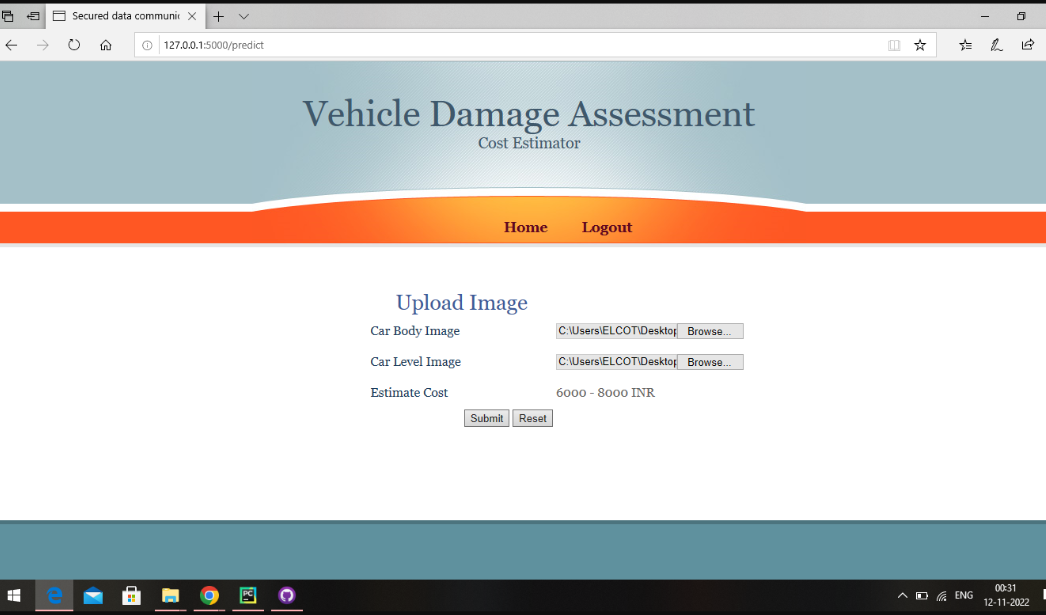 Secured data communic
127.0.0.1:5000/predict
Vehicle Damage Assessment
Cost Estimator
Home Logout
Upload Image
Car Body Image C:\Users\ELCOT\Desktop Browse...
Car Level Image C:\Users\ELCOT\Desktop Browse...
Estimate Cost 6000 - 8000 INR
Submit Reset
PC
ENG
00:31
12-11-2022